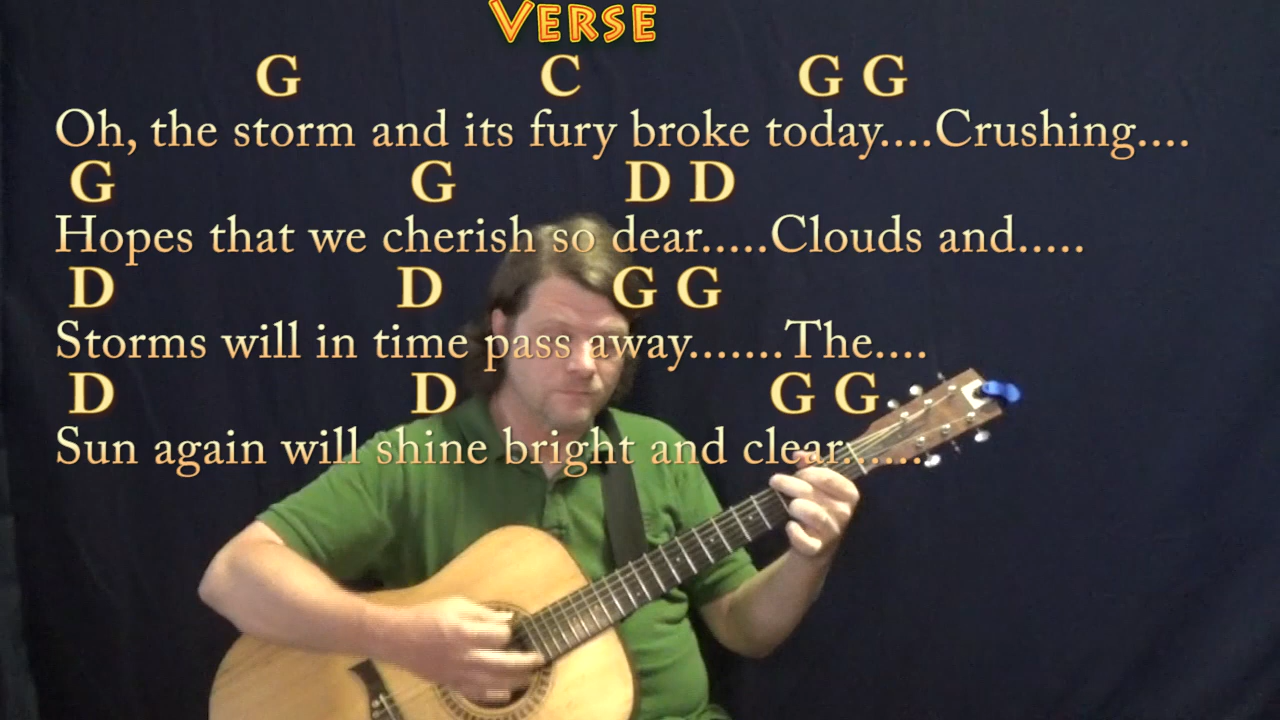 VERSE
G C G G
Oh, the storm and its fury broke today....Crushing....
G G D D
Hopes that we cherish so dear.....Clouds and.....
D D G G
Storms will in time pass away.......The....
D D G G
Sun again will shine bright and clear.......